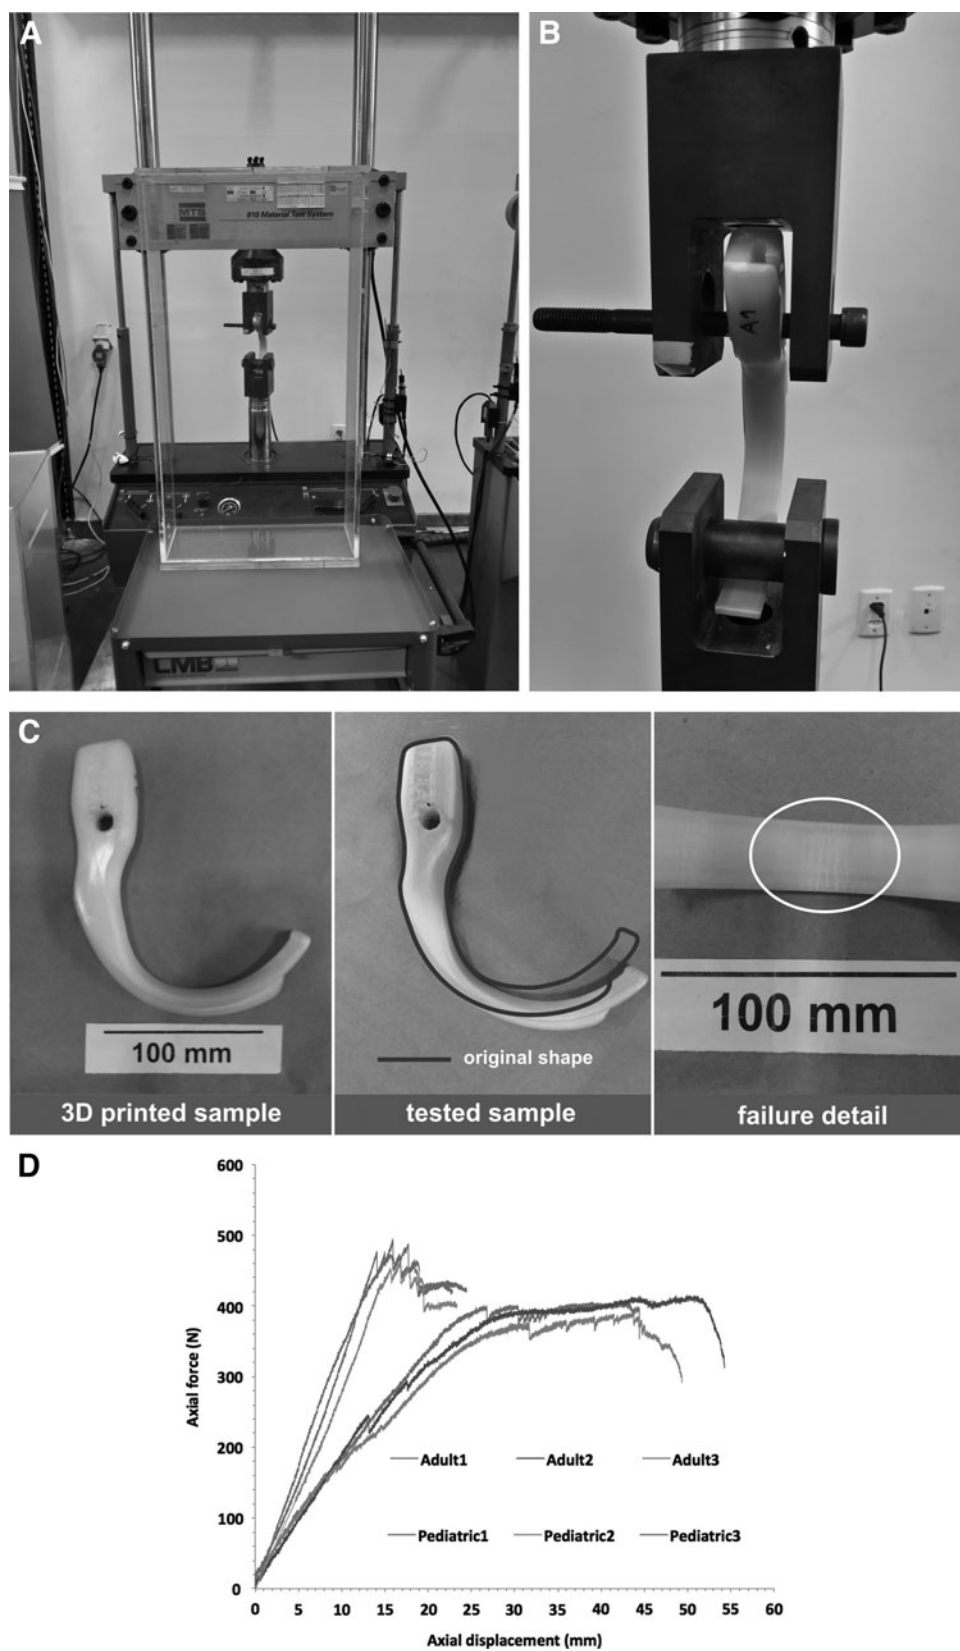 A
B
MTS
810 Material Test System
LMB
A1
C
100 mm
3D printed sample
original shape
tested sample
100 mm
failure detail
D
Axial force (N)
600
500
400
300
200
100
0
Adult1 Adult2 Adult3
Pediatric1 Pediatric2 Pediatric3
0 5 10 15 20 25 30 35 40 45 50 55 60
Axial displacement (mm)